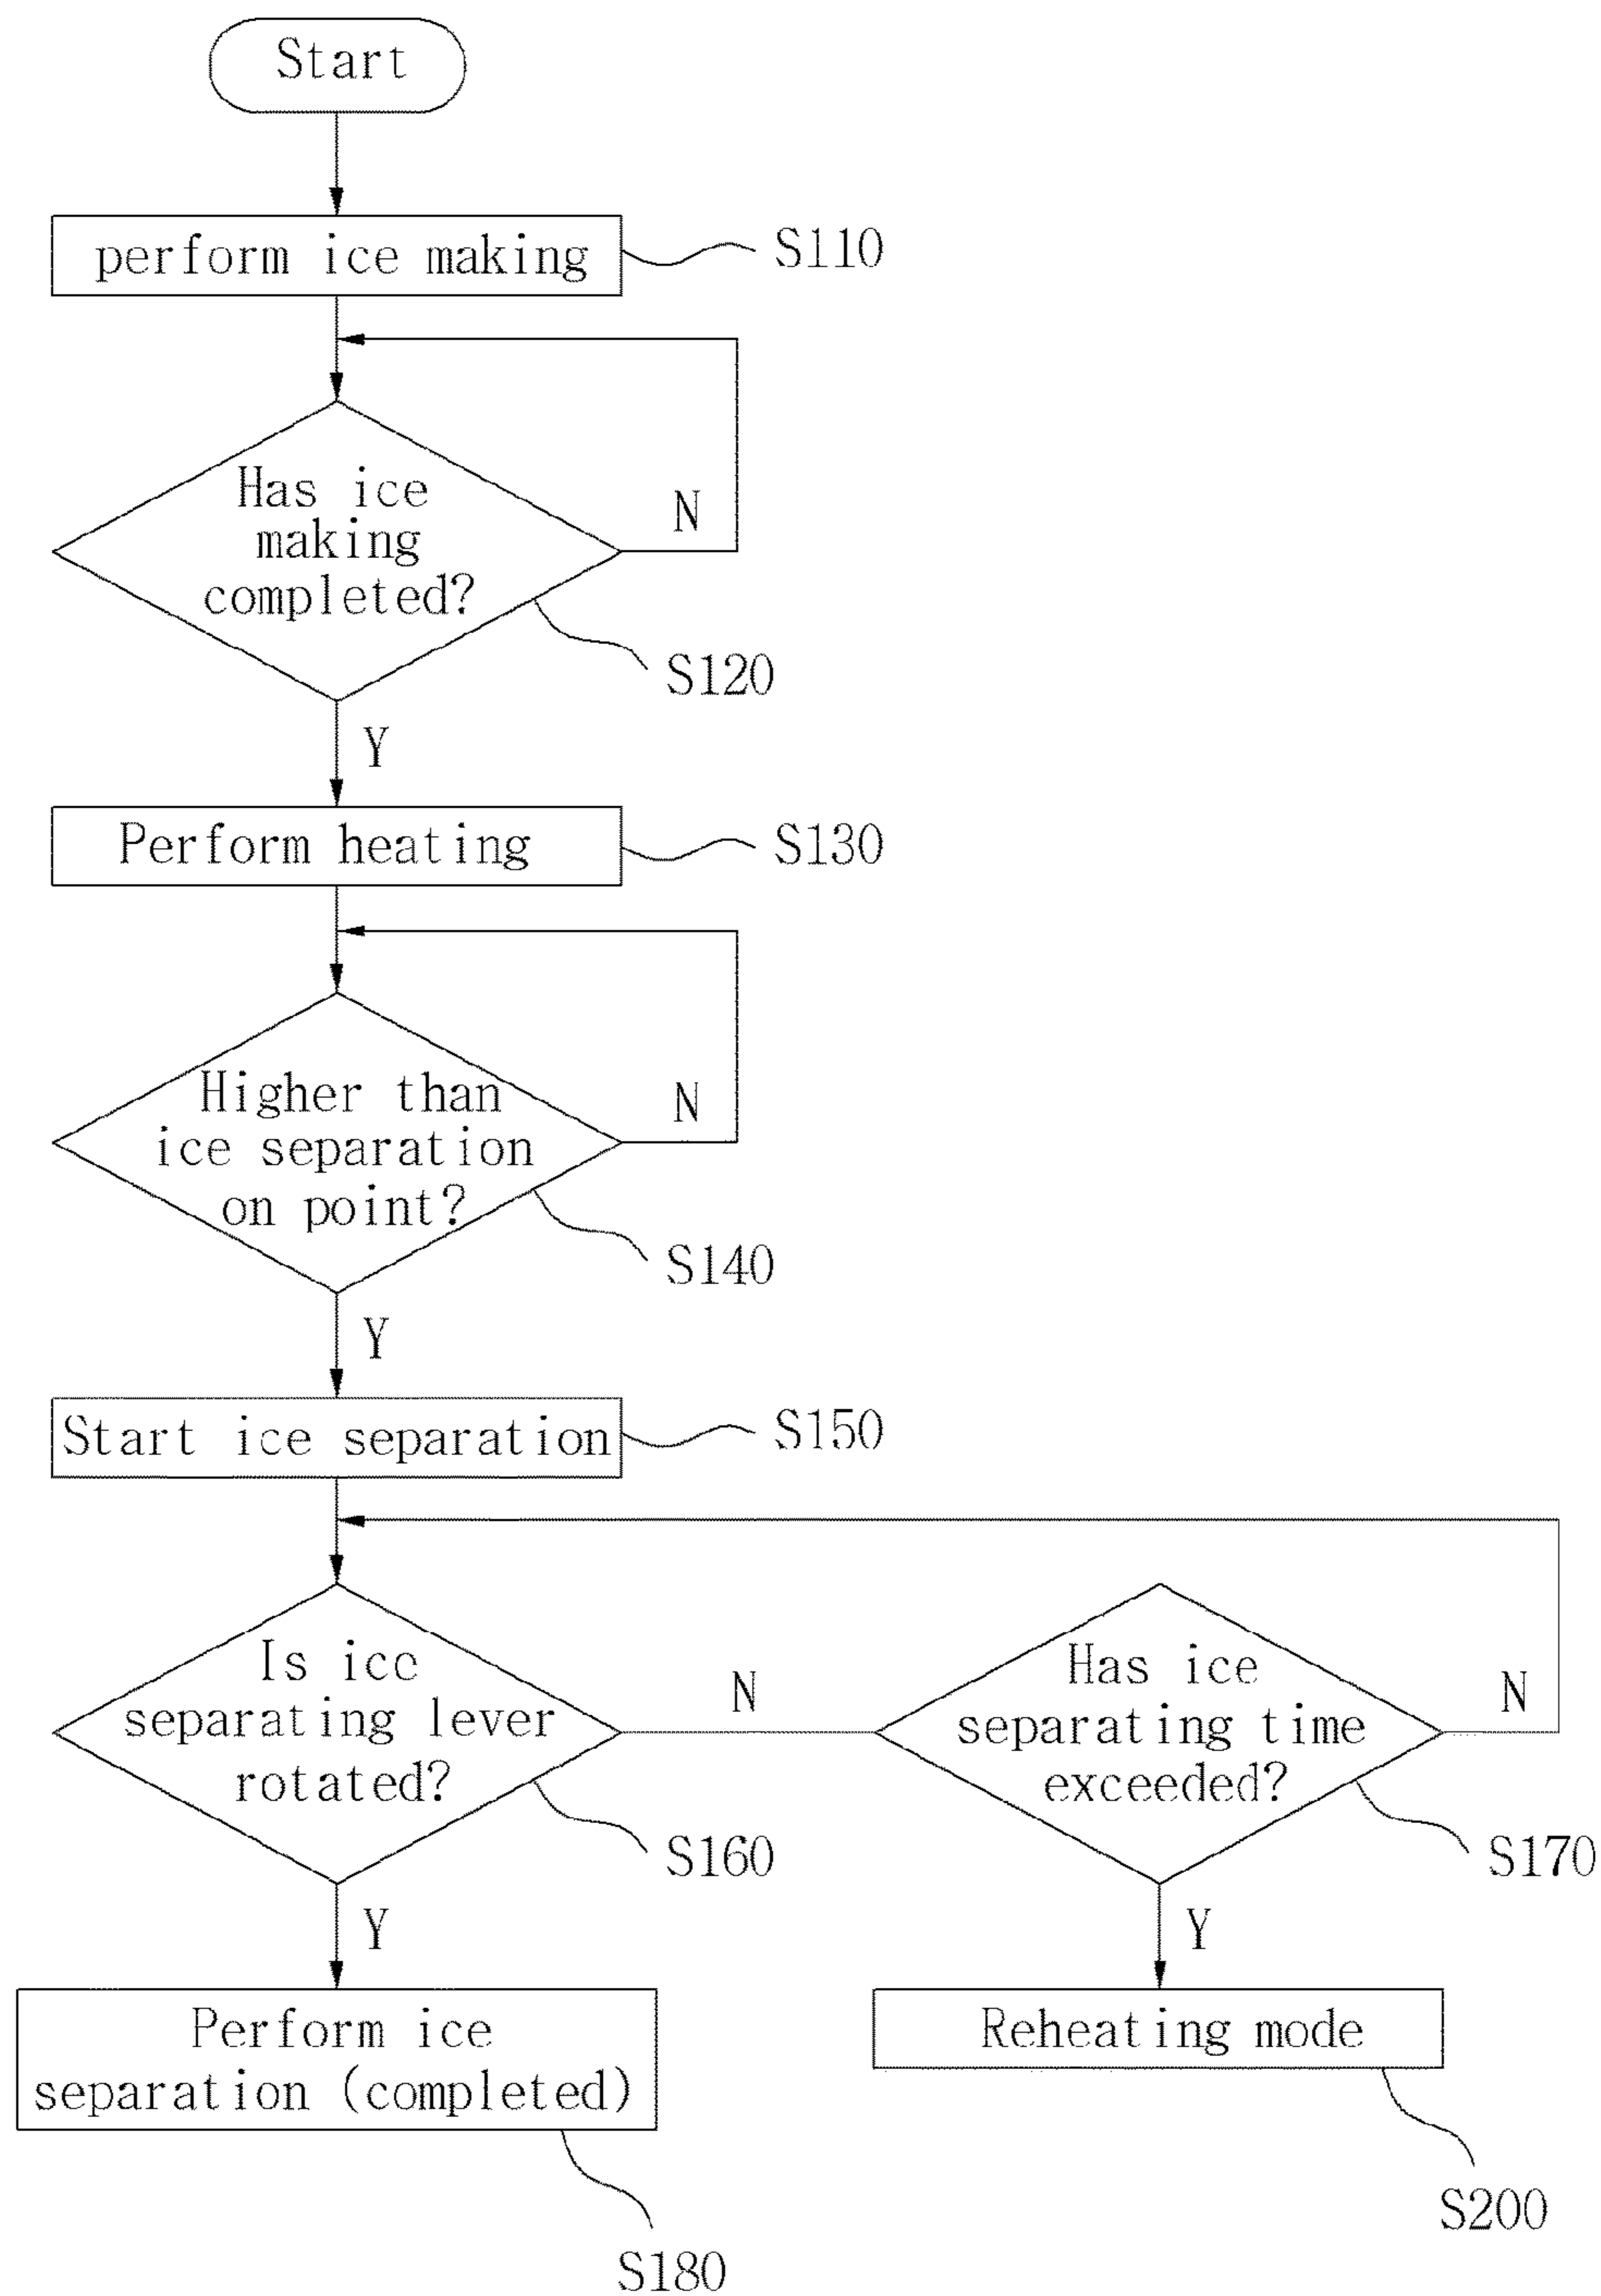 Start
perform ice making
S110
Has ice
making
completed?
N
S120
Y
Perform heating
S130
Higher than
ice separation
on point?
N
S140
Y
Start ice separation
S150
Is ice
separating lever
rotated?
N
S160
Has ice
separating time
exceeded?
N
S170
Y
Y
Perform ice
separation (completed)
S180
Reheating mode
S200